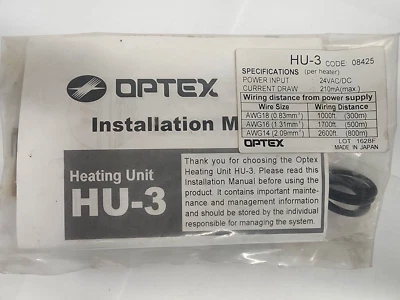 OPTEX
Installation M
Heating Unit
HU-3
Thank you for choosing the Optex
Heating Unit HU-3. Please read this
Installation Manual before using the
product. It contains important mainte-
nance and management information
and should be stored by the individual
responsible for managing the system.
HU-3 CODE: 08425
SPECIFICATIONS (per heater)
POWER INPUT 24VAC/DC
CURRENT DRAW 210mA(max.)
Wiring distance from power supply
Wire Size Wiring Distance
AWG18 (0.83mm²) 1000ft. (300m)
AWG16 (1.31mm²) 1700ft. (500m)
AWG14 (2.09mm²) 2600ft. (800m)
OPTEX LOT 1628F
MADE IN JAPAN